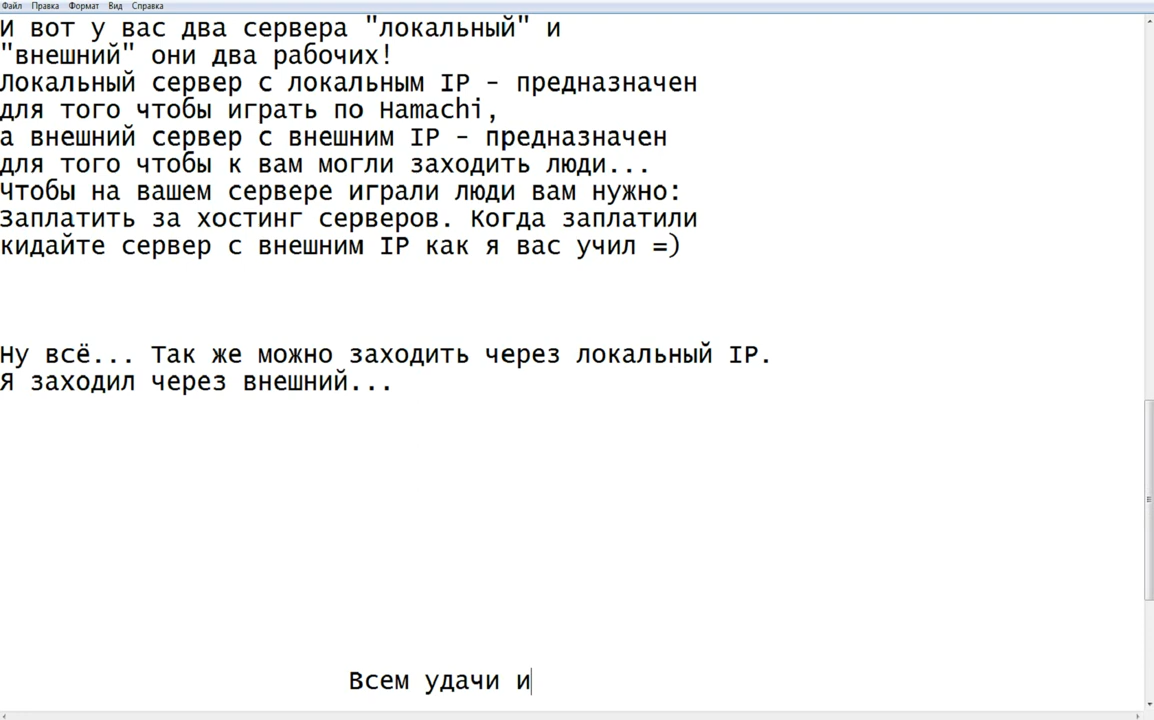 Файл Правка Формат Вид Справка
И вот у вас два сервера "локальный" и
"внешний" они два рабочих!
Локальный сервер с локальным IP - предназначен
для того чтобы играть по Hamachi,
а внешний сервер с внешним IP - предназначен
для того чтобы к вам могли заходить люди...
Чтобы на вашем сервере играли люди вам нужно:
Заплатить за хостинг серверов. Когда заплатили
кидайте сервер с внешним IP как я вас учил =)
Ну всё... Так же можно заходить через локальный IP.
Я заходил через внешний...
Всем удачи и